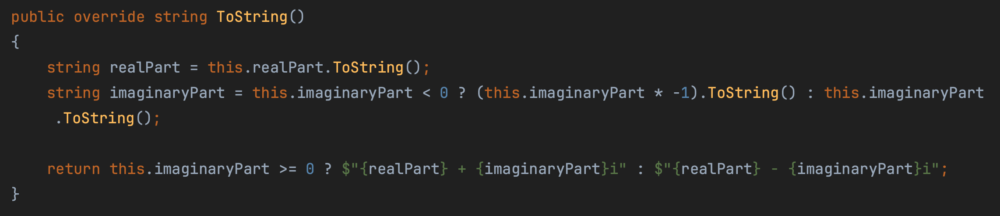 public override string ToString()
{
    string realPart = this.realPart.ToString();
    string imaginaryPart = this.imaginaryPart < 0 ? (this.imaginaryPart * -1).ToString() : this.imaginaryPart
     .ToString();

    return this.imaginaryPart >= 0 ? $"{realPart} + {imaginaryPart}i" : $"{realPart} - {imaginaryPart}i";
}